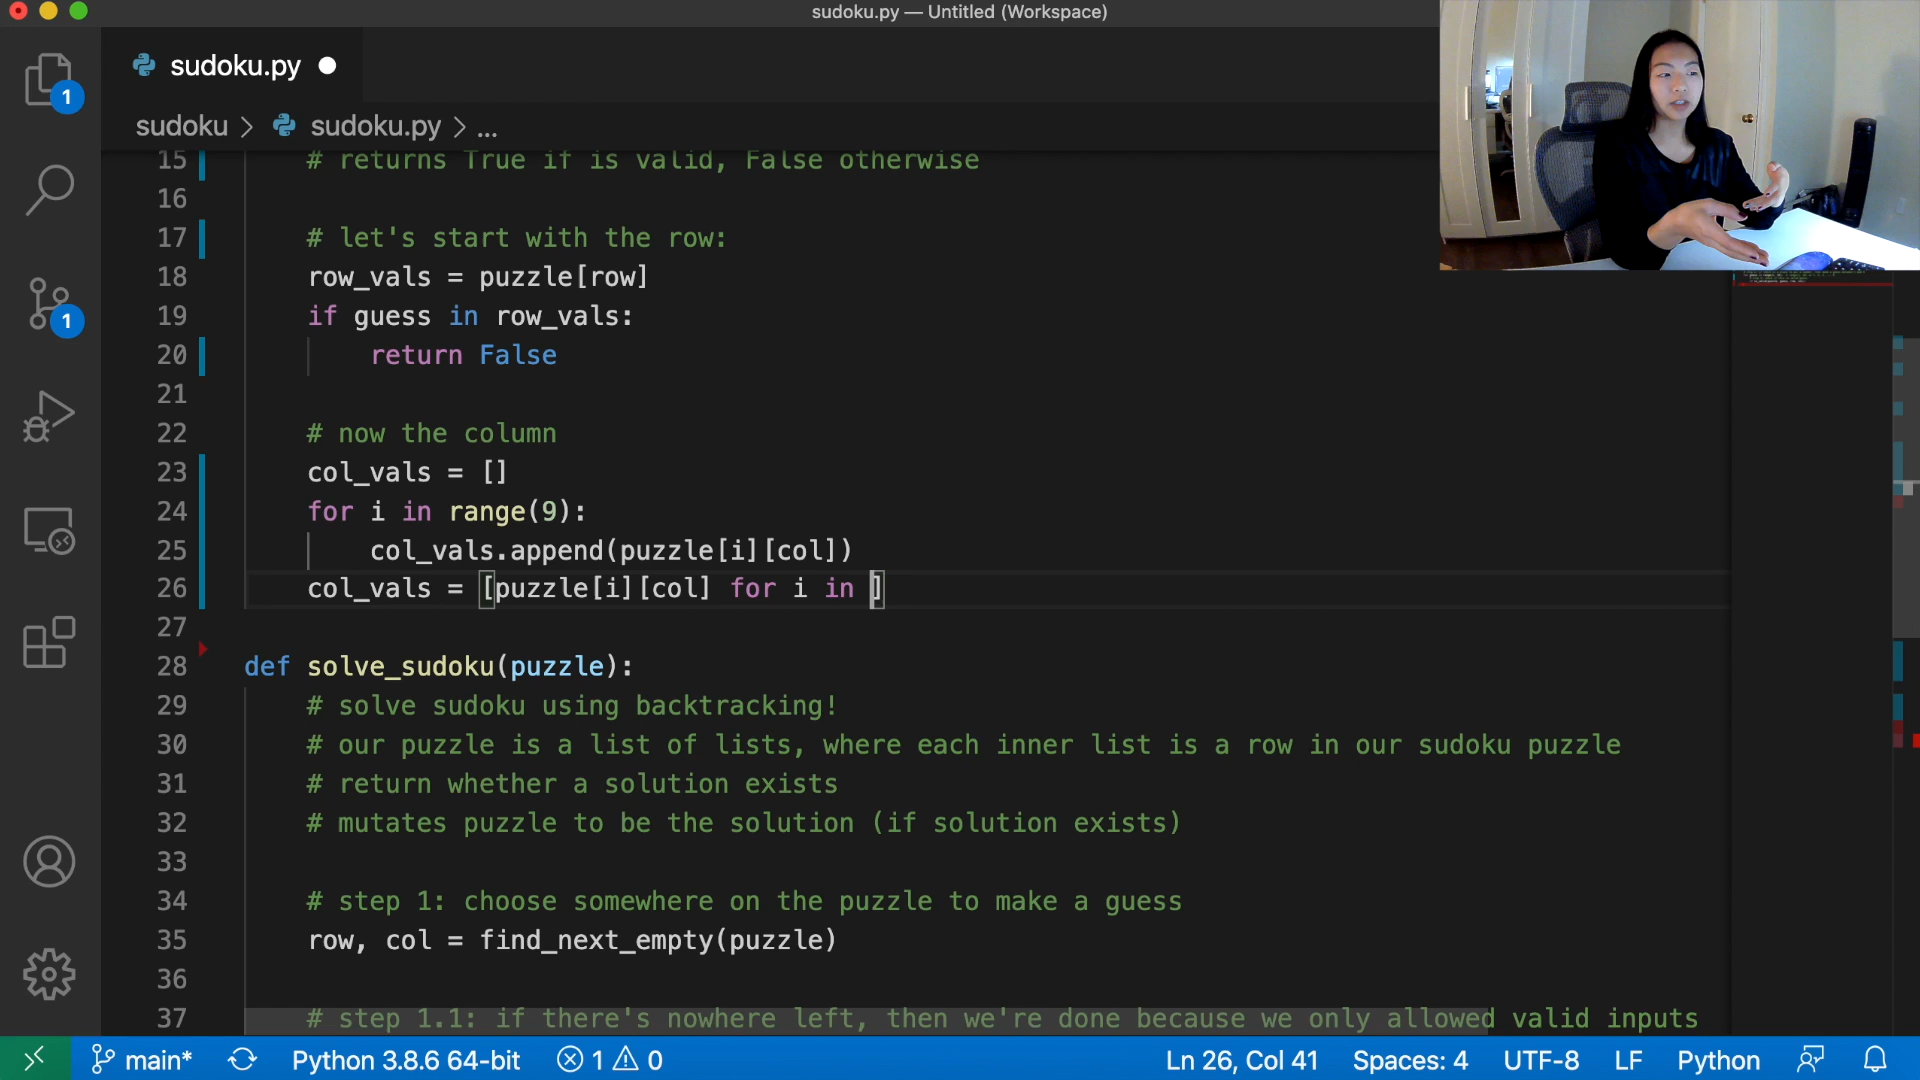 sudoku.py — Untitled (Workspace)
sudoku.py
sudoku > sudoku.py > ...
1
1
15 # returns True if is valid, False otherwise
16
17 # let's start with the row:
18 row_vals = puzzle[row]
19 if guess in row_vals:
20 return False
21
22 # now the column
23 col_vals = []
24 for i in range(9):
25 col_vals.append(puzzle[i][col])
26 col_vals = [puzzle[i][col] for i in ]
27
28 def solve_sudoku(puzzle):
29 # solve sudoku using backtracking!
30 # our puzzle is a list of lists, where each inner list is a row in our sudoku puzzle
31 # return whether a solution exists
32 # mutates puzzle to be the solution (if solution exists)
33
34 # step 1: choose somewhere on the puzzle to make a guess
35 row, col = find_next_empty(puzzle)
36
37 # step 1.1: if there's nowhere left, then we're done because we only allowed valid inputs
main* Python 3.8.6 64-bit 1 0 Ln 26, Col 41 Spaces: 4 UTF-8 LF Python